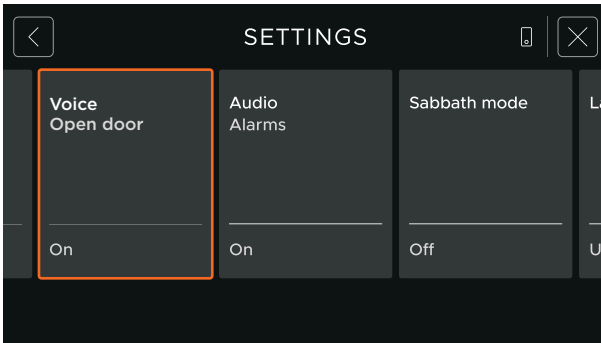 SETTINGS
Voice
Open door
On
Audio
Alarms
On
Sabbath mode
Off